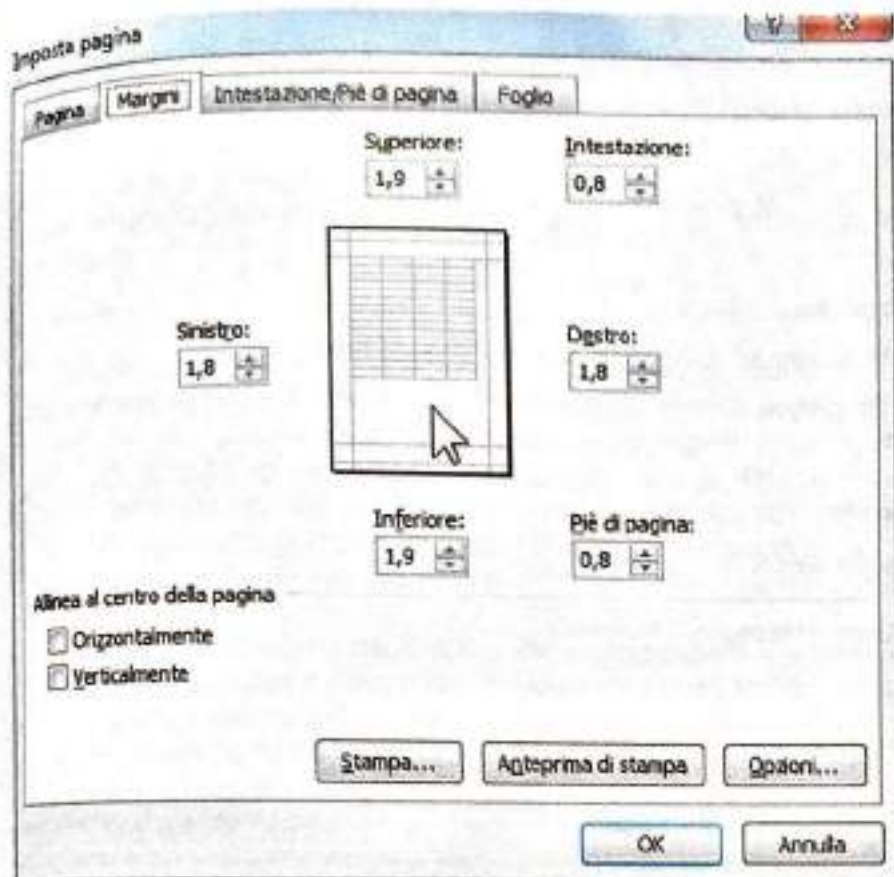 Imposta pagina
Pagina Margini Intestazione/Piè di pagina Foglio
Superiore: Intestazione:
1,9 0,8
Sinistro: Destro:
1,8 1,8
Inferiore: Piè di pagina:
1,9 0,8
Allinea al centro della pagina
Orizzontalmente
Verticalmente
Stampa... Anteprima di stampa Opzioni...
OK Annulla